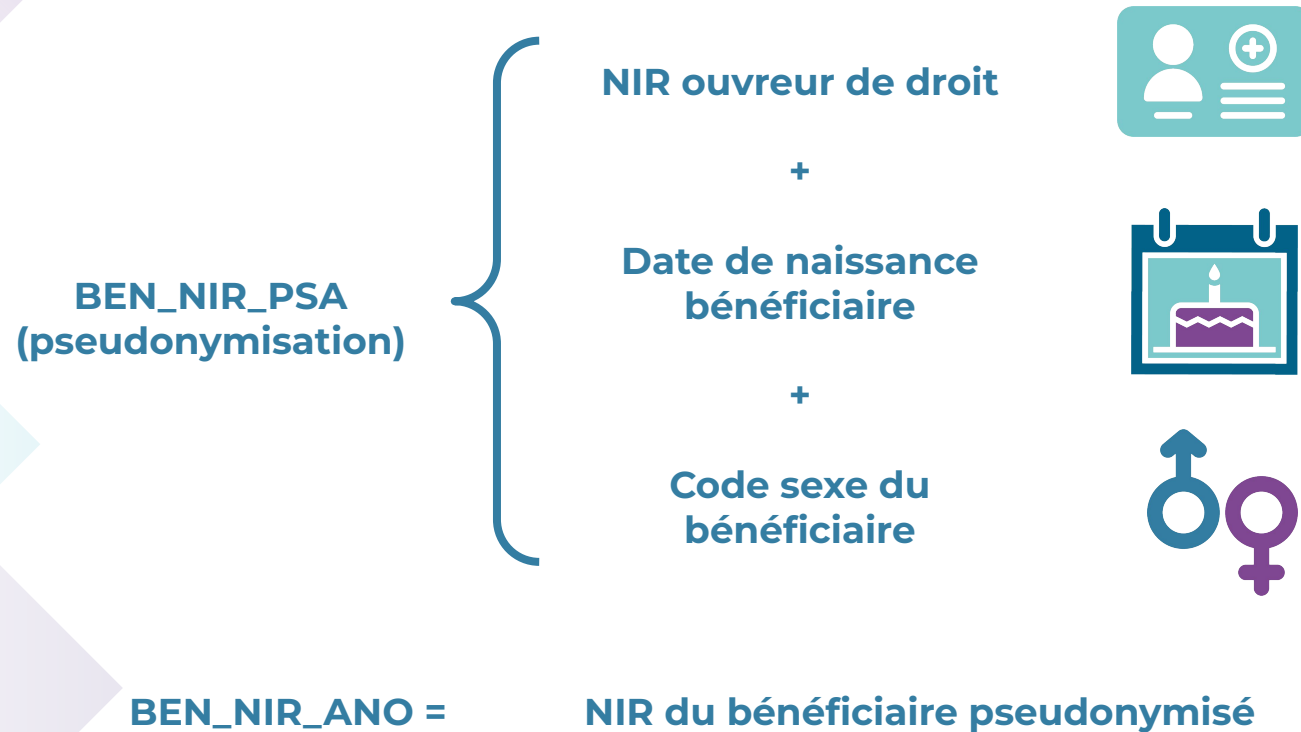 NIR ouvreur de droit
+
Date de naissance
bénéficiaire
+
Code sexe du
bénéficiaire
BEN_NIR_PSA
(pseudonymisation)
BEN_NIR_ANO =
NIR du bénéficiaire pseudonymisé